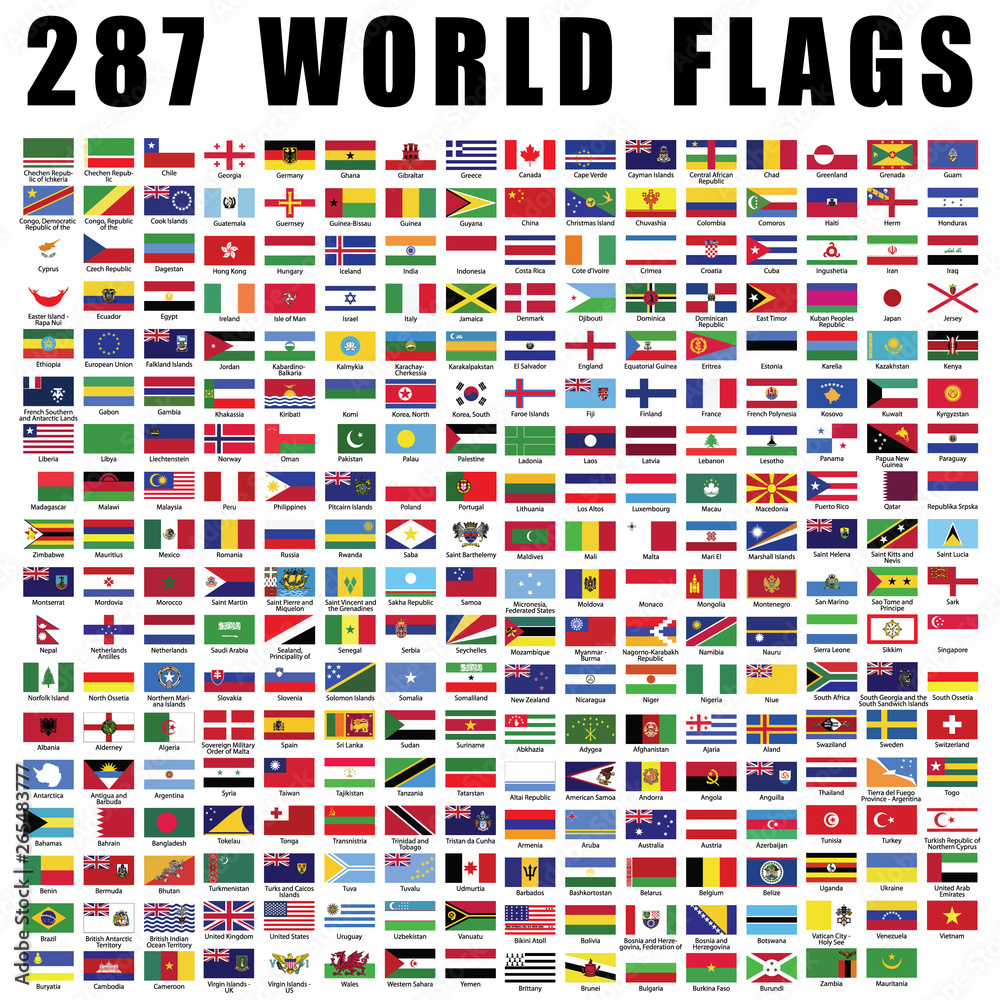 287 WORLD FLAGS
Chechen Repub-
lic of Ichkeria
Chechen Repub-
lic
Chile
Georgia
Germany
Ghana
Gibraltar
Greece
Canada
Cape Verde
Cayman Islands
Central African
Republic
Chad
Greenland
Grenada
Guam
Congo, Democratic
Republic of the
Congo, Republic
of the
Cook Islands
Guatemala
Guernsey
Guinea-Bissau
Guinea
Guyana
China
Christmas Island
Chuvashia
Colombia
Comoros
Haiti
Herm
Honduras
Cyprus
Czech Republic
Dagestan
Hong Kong
Hungary
Iceland
India
Indonesia
Costa Rica
Cote d'Ivoire
Crimea
Croatia
Cuba
Ingushetia
Iran
Iraq
Easter Island -
Rapa Nui
Ecuador
Egypt
Ireland
Isle of Man
Israel
Italy
Jamaica
Denmark
Djibouti
Dominica
Dominican
Republic
East Timor
Kuban Peoples
Republic
Japan
Jersey
Ethiopia
European Union
Falkland Islands
Jordan
Kabardino-
Balkaria
Kalmykia
Karachay-
Cherkessia
Karakalpakstan
El Salvador
England
Equatorial Guinea
Eritrea
Estonia
Karelia
Kazakhstan
Kenya
French Southern
and Antarctic Lands
Gabon
Gambia
Khakassia
Kiribati
Komi
Korea, North
Korea, South
Faroe Islands
Fiji
Finland
France
French Polynesia
Kosovo
Kuwait
Kyrgyzstan
Liberia
Libya
Liechtenstein
Norway
Oman
Pakistan
Palau
Palestine
Ladonia
Laos
Latvia
Lebanon
Lesotho
Panama
Papua New
Guinea
Paraguay
Madagascar
Malawi
Malaysia
Peru
Philippines
Pitcairn Islands
Poland
Portugal
Lithuania
Los Altos
Luxembourg
Macau
Macedonia
Puerto Rico
Qatar
Republika Srpska
Zimbabwe
Mauritius
Mexico
Romania
Russia
Rwanda
Saba
Saint Barthelemy
Maldives
Mali
Malta
Mari El
Marshall Islands
Saint Helena
Saint Kitts and
Nevis
Saint Lucia
Montserrat
Mordovia
Morocco
Saint Martin
Saint Pierre and
Miquelon
Saint Vincent and
the Grenadines
Sakha Republic
Samoa
Micronesia,
Federated States
Moldova
Monaco
Mongolia
Montenegro
San Marino
Sao Tome and
Principe
Sark
Nepal
Netherlands
Antilles
Netherlands
Saudi Arabia
Sealand,
Principality of
Senegal
Serbia
Seychelles
Mozambique
Myanmar -
Burma
Nagorno-Karabakh
Republic
Namibia
Nauru
Sierra Leone
Sikkim
Singapore
Norfolk Island
North Ossetia
Northern Mari-
ana Islands
Slovakia
Slovenia
Solomon Islands
Somalia
Somaliland
New Zealand
Nicaragua
Niger
Nigeria
Niue
South Africa
South Georgia and the
South Sandwich Islands
South Ossetia
Albania
Alderney
Algeria
Sovereign Military
Order of Malta
Spain
Sri Lanka
Sudan
Suriname
Abkhazia
Adygea
Afghanistan
Ajaria
Aland
Swaziland
Sweden
Switzerland
Antarctica
Antigua and
Barbuda
Argentina
Syria
Taiwan
Tajikistan
Tanzania
Tatarstan
Altai Republic
American Samoa
Andorra
Angola
Anguilla
Thailand
Tierra del Fuego
Province - Argentina
Togo
Bahamas
Bahrain
Bangladesh
Tokelau
Tonga
Transnistria
Trinidad and
Tobago
Tristan da Cunha
Armenia
Aruba
Australia
Austria
Azerbaijan
Tunisia
Turkey
Turkish Republic of
Northern Cyprus
Benin
Bermuda
Bhutan
Turkmenistan
Turks and Caicos
Islands
Tuva
Tuvalu
Udmurtia
Barbados
Bashkortostan
Belarus
Belgium
Belize
Uganda
Ukraine
United Arab
Emirates
Brazil
British Antarctic
Territory
British Indian
Ocean Territory
United Kingdom
United States
Uruguay
Uzbekistan
Vanuatu
Bikini Atoll
Bolivia
Bosnia and Herze-
govina, Federation of
Bosnia and
Herzegovina
Botswana
Vatican City -
Holy See
Venezuela
Vietnam
Buryatia
Cambodia
Cameroon
Virgin Islands -
UK
Virgin Islands -
US
Wales
Western Sahara
Yemen
Brittany
Brunei
Bulgaria
Burkina Faso
Burundi
Zambia
Mauritania
Adobe Stock | #265483777